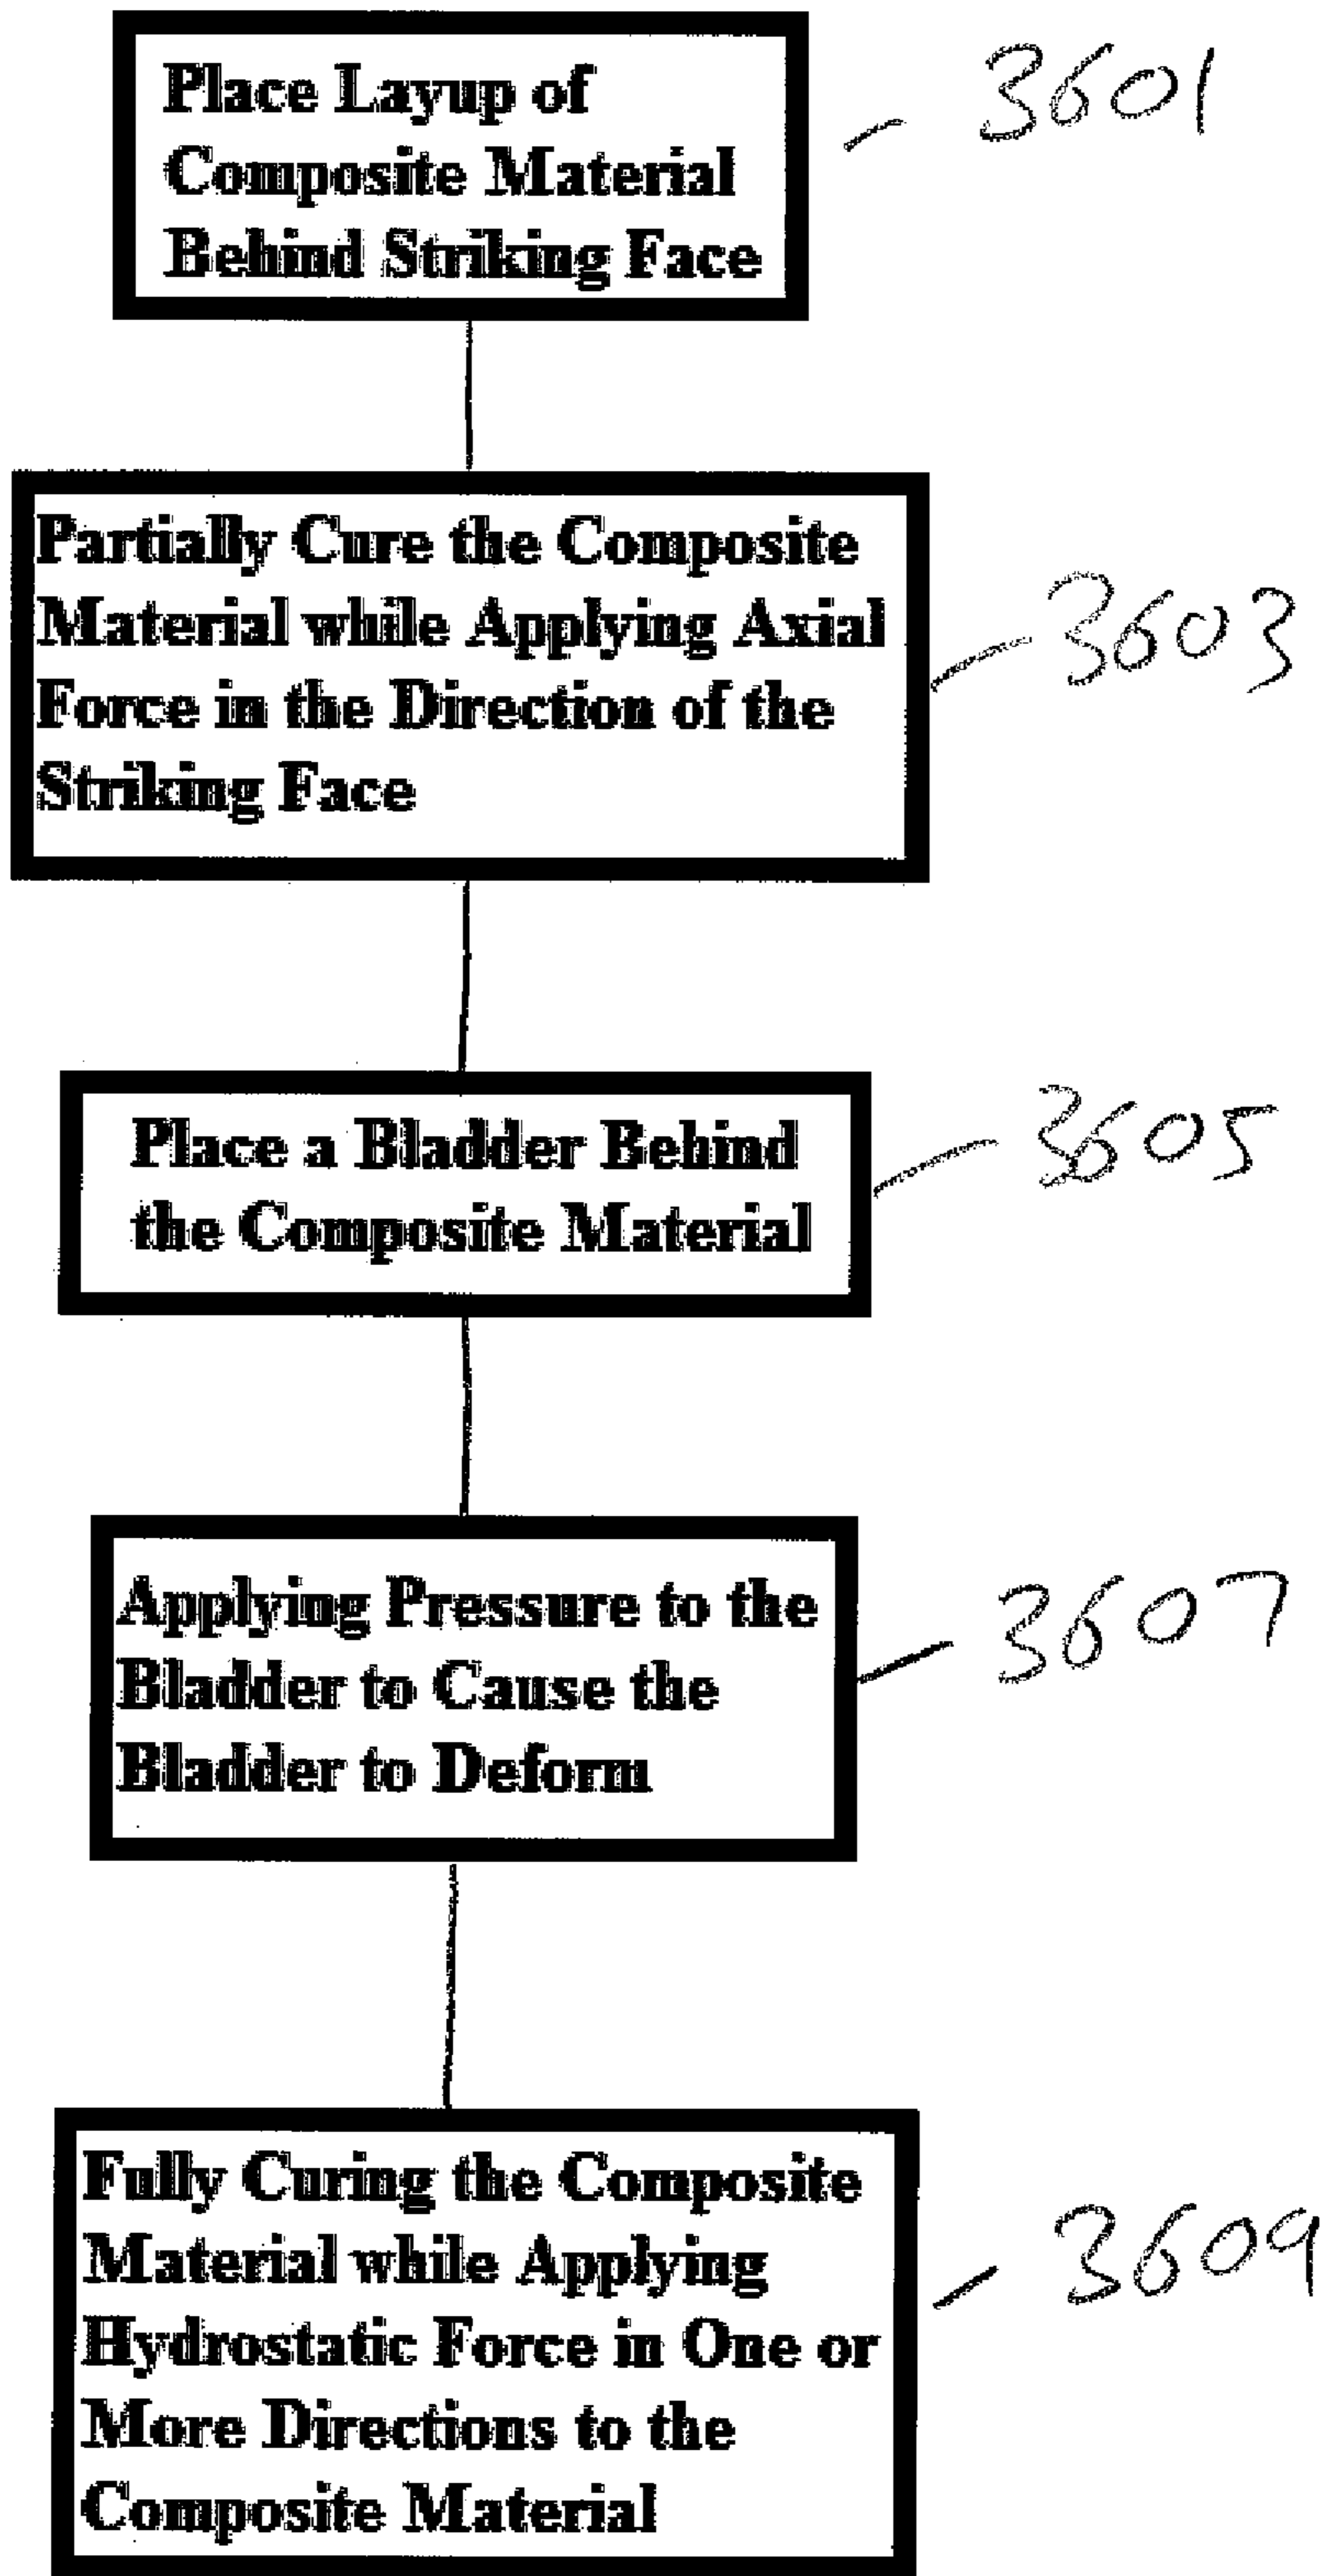 Place Layup of
Composite Material
Behind Striking Face
3601
Partially Cure the Composite
Material while Applying Axial
Force in the Direction of the
Striking Face
3603
Place a Bladder Behind
the Composite Material
3605
Applying Pressure to the
Bladder to Cause the
Bladder to Deform
3607
Fully Curing the Composite
Material while Applying
Hydrostatic Force in One or
More Directions to the
Composite Material
3609